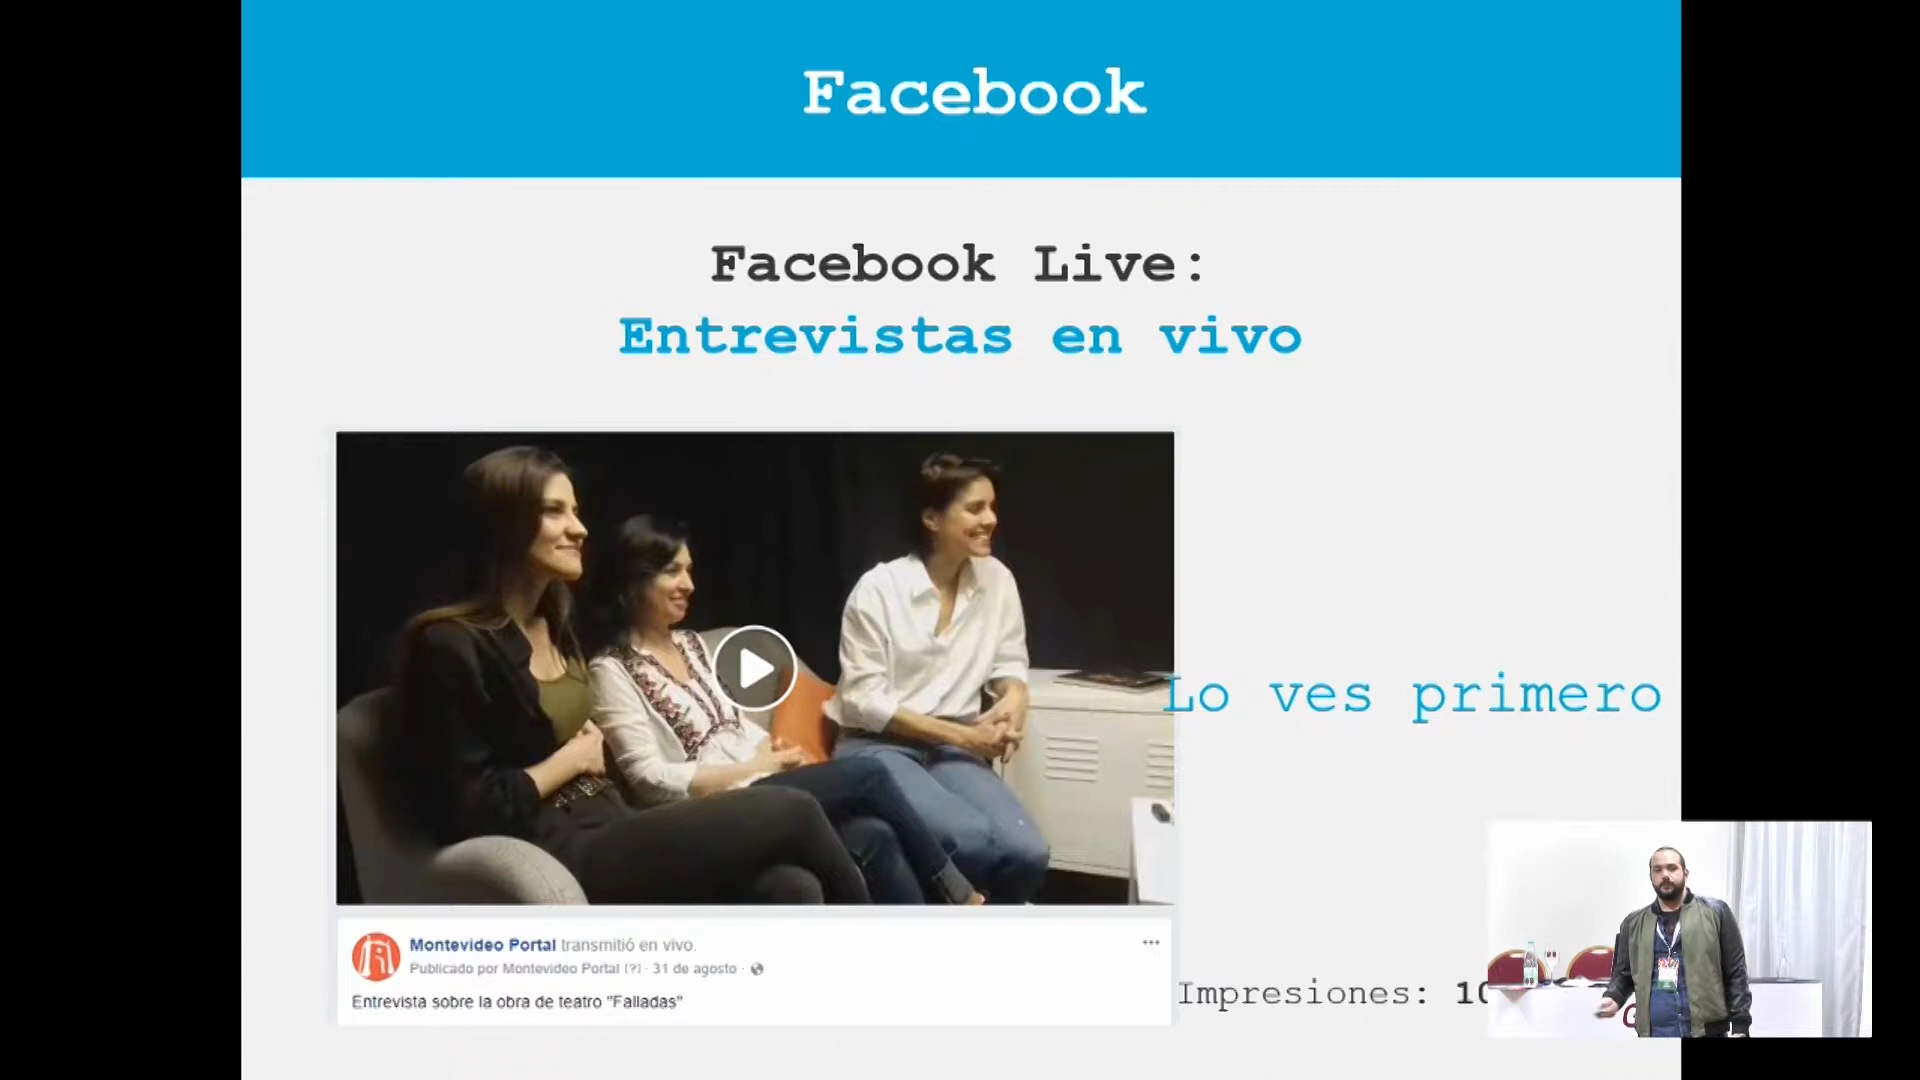 Facebook
Facebook Live:
Entrevistas en vivo
Lo ves primero
Montevideo Portal transmitió en vivo.
Publicado por Montevideo Portal [?] · 31 de agosto ·
Entrevista sobre la obra de teatro "Falladas"
Impresiones: